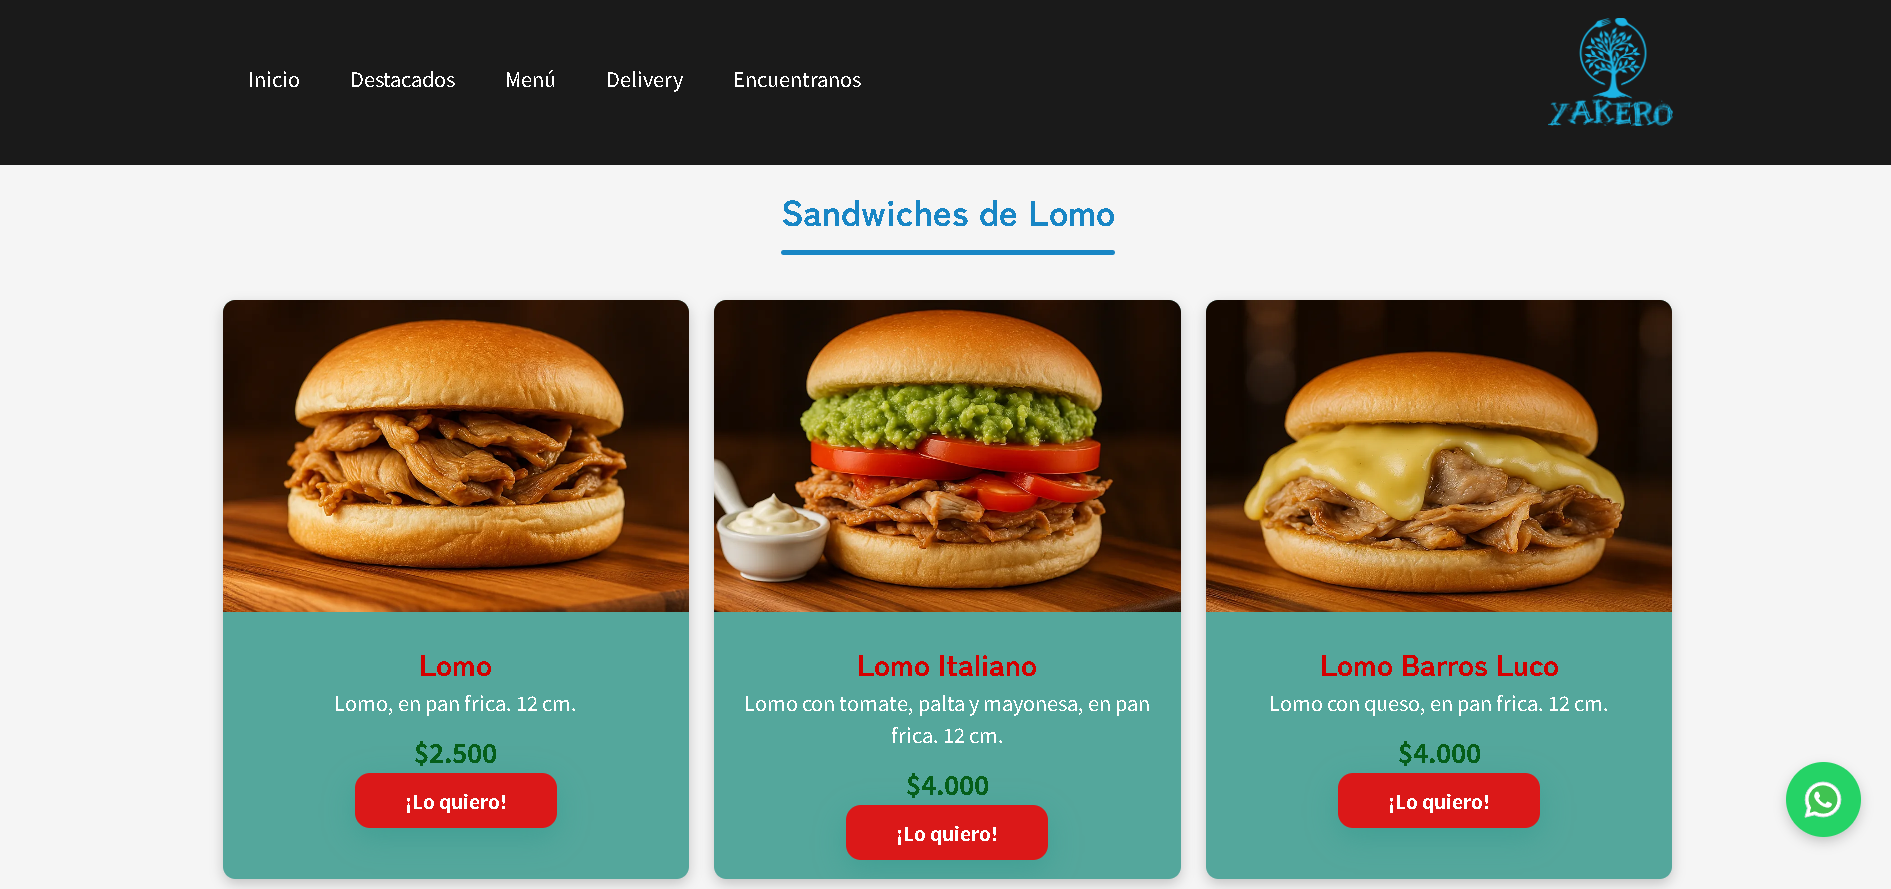 Inicio Destacados Menú Delivery Encuentranos
YAKERO
Sandwiches de Lomo
Lomo
Lomo, en pan frica. 12 cm.
$2.500
¡Lo quiero!
Lomo Italiano
Lomo con tomate, palta y mayonesa, en pan
frica. 12 cm.
$4.000
¡Lo quiero!
Lomo Barros Luco
Lomo con queso, en pan frica. 12 cm.
$4.000
¡Lo quiero!